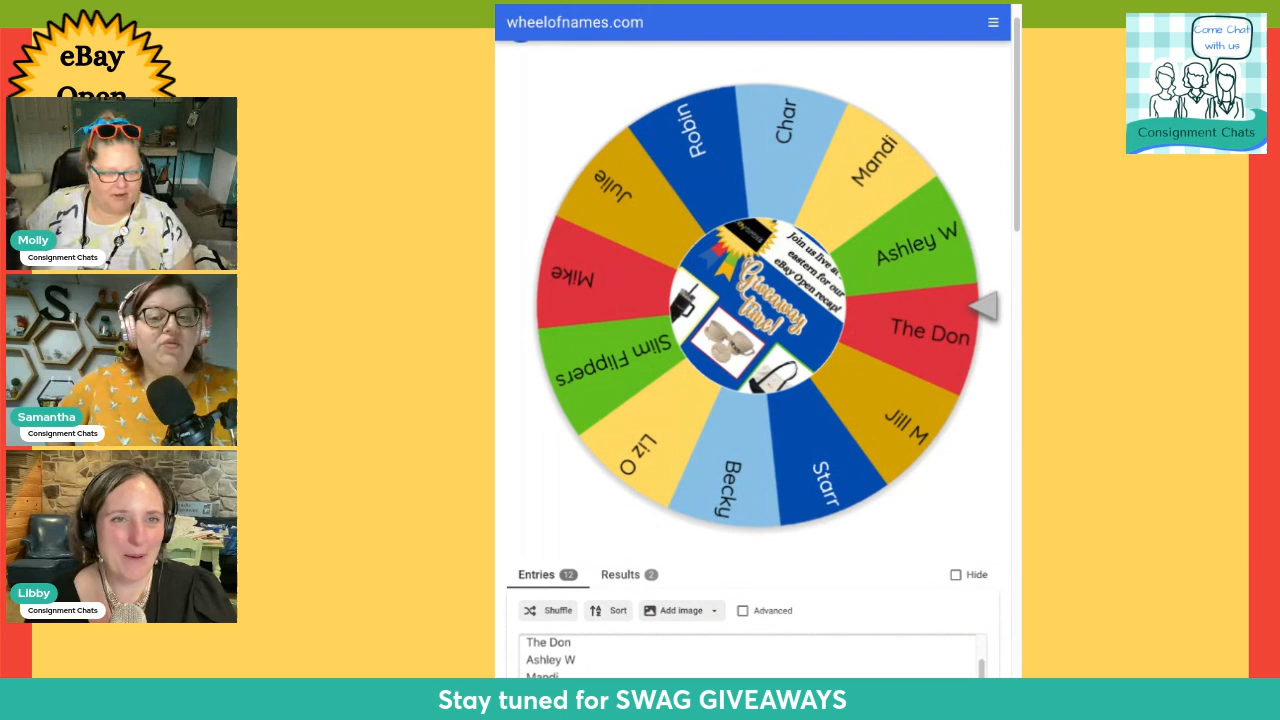 eBay
Open
Molly
Consignment Chats
Samantha
Consignment Chats
Libby
Consignment Chats
wheelofnames.com
Robin
Char
Mandi
Ashley W
The Don
Jill M
Starr
Becky
Liz O
Slim Flippers
Mike
Julie
Join us live at
eastern for our
eBay Open recap!
Giveaway
time!
Entries 12
Results 2
Hide
Shuffle
Sort
Add image
Advanced
The Don
Ashley W
Mandi
Come Chat
with us
Consignment Chats
Stay tuned for SWAG GIVEAWAYS